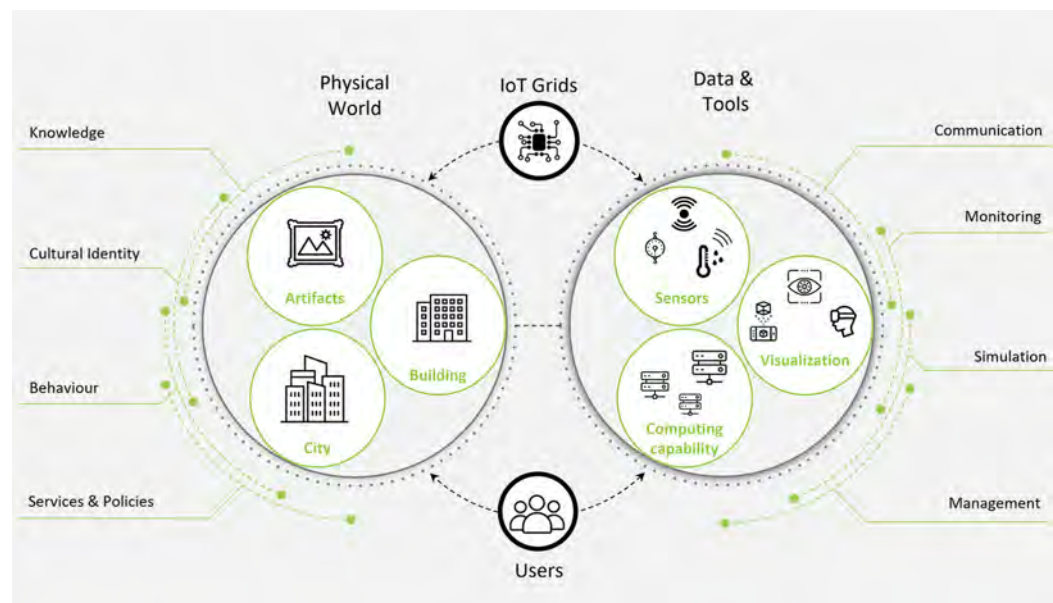 Physical
World
IoT Grids
Data &
Tools
Knowledge
Cultural Identity
Behaviour
Services & Policies
Artifacts
Building
City
Sensors
Visualization
Computing
capability
Communication
Monitoring
Simulation
Management
Users